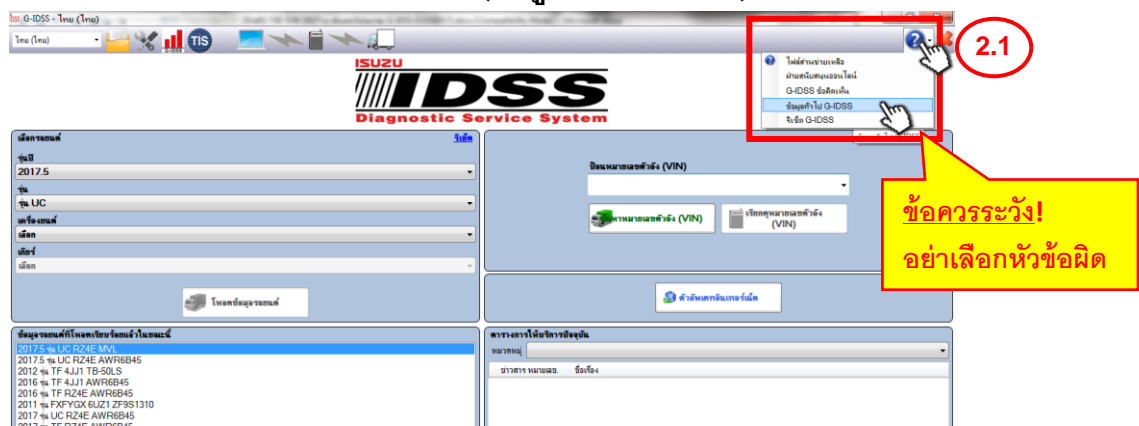 G-IDSS - ไทย (ไทย)
ไทย (ไทย)
G-IDSS
TIS
2.1
ไฟล์ส่วนช่วยเหลือ
ฝ่ายสนับสนุนออนไลน์
G-IDSS ข้อคิดเห็น
ข้อมูลทั่วไป G-IDSS
รีเซ็ต G-IDSS
ISUZU
IDSS
Diagnostic Service System
เลือกรถยนต์
รีเซ็ต
รุ่นปี
2017.5
รุ่น
รุ่น UC
เครื่องยนต์
เลือก
เกียร์
เลือก
โหลดข้อมูลรถยนต์
ป้อนหมายเลขตัวถัง (VIN)
หาหมายเลขตัวถัง (VIN)
เรียกดูหมายเลขตัวถัง
(VIN)
ข้อควรระวัง!
อย่าเลือกหัวข้อผิด
ตัวอัพเดทอินเทอร์เน็ต
ข้อมูลรถยนต์ที่โหลดเรียบร้อยแล้วในขณะนี้
2017.5 รุ่น UC RZ4E MVL
2017.5 รุ่น UC RZ4E AWR6B45
2012 รุ่น TF 4JJ1 TB-50LS
2016 รุ่น TF 4JJ1 AWR6B45
2016 รุ่น TF RZ4E AWR6B45
2011 รุ่น FXFYGX 6UZ1 ZF9S1310
2017 รุ่น UC RZ4E AWR6B45
2017 รุ่น TF RZ4E AWR6B45
ตารางการให้บริการปัจจุบัน
หมวดหมู่
ข่าวสาร หมายเลข.
ชื่อเรื่อง